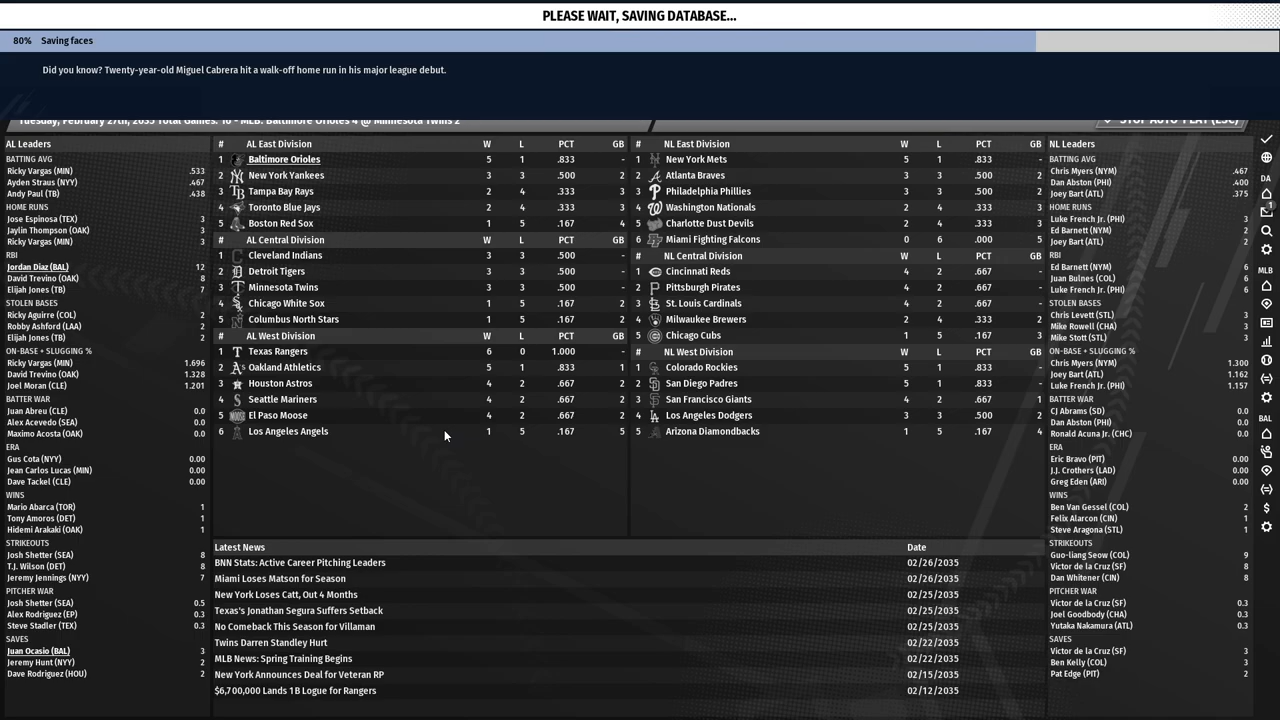 PLEASE WAIT, SAVING DATABASE...
80% Saving faces
Did you know? Twenty-year-old Miguel Cabrera hit a walk-off home run in his major league debut.
Tuesday, February 27th, 2035 Total Games: 16 - MLB: Baltimore Orioles 4 @ Minnesota Twins 2
STOP AUTO-PLAY (ESC)
AL Leaders
BATTING AVG
Ricky Vargas (MIN) .533
Ayden Straus (NYY) .467
Andy Paul (TB) .438
HOME RUNS
Jose Espinosa (TEX) 3
Jaylin Thompson (OAK) 3
Ricky Vargas (MIN) 3
RBI
Jordan Diaz (BAL) 12
David Trevino (OAK) 8
Elijah Jones (TB) 7
STOLEN BASES
Ricky Aguirre (COL) 2
Robby Ashford (LAA) 2
Elijah Jones (TB) 2
ON-BASE + SLUGGING %
Ricky Vargas (MIN) 1.696
David Trevino (OAK) 1.328
Joel Moran (CLE) 1.201
BATTER WAR
Juan Abreu (CLE) 0.0
Alex Acevedo (SEA) 0.0
Maximo Acosta (OAK) 0.0
ERA
Gus Cota (NYY) 0.00
Jean Carlos Lucas (MIN) 0.00
Dave Tackel (CLE) 0.00
WINS
Mario Abarca (TOR) 1
Tony Amoros (DET) 1
Hidemi Arakaki (OAK) 1
STRIKEOUTS
Josh Shetter (SEA) 8
T.J. Wilson (DET) 8
Jeremy Jennings (NYY) 7
PITCHER WAR
Josh Shetter (SEA) 0.5
Alex Rodriguez (EP) 0.3
Steve Stadler (TEX) 0.3
SAVES
Juan Ocasio (BAL) 3
Jeremy Hunt (NYY) 2
Dave Rodriguez (HOU) 2
# AL East Division W L PCT GB
1 Baltimore Orioles 5 1 .833 -
2 New York Yankees 3 3 .500 2
3 Tampa Bay Rays 2 4 .333 3
4 Toronto Blue Jays 2 4 .333 3
5 Boston Red Sox 1 5 .167 4
# AL Central Division W L PCT GB
1 Cleveland Indians 3 3 .500 -
2 Detroit Tigers 3 3 .500 -
3 Minnesota Twins 3 3 .500 -
4 Chicago White Sox 1 5 .167 2
5 Columbus North Stars 1 5 .167 2
# AL West Division W L PCT GB
1 Texas Rangers 6 0 1.000 -
2 Oakland Athletics 5 1 .833 1
3 Houston Astros 4 2 .667 2
4 Seattle Mariners 4 2 .667 2
5 El Paso Moose 4 2 .667 2
6 Los Angeles Angels 1 5 .167 5
# NL East Division W L PCT GB
1 New York Mets 5 1 .833 -
2 Atlanta Braves 3 3 .500 2
3 Philadelphia Phillies 3 3 .500 2
4 Washington Nationals 2 4 .333 3
5 Charlotte Dust Devils 2 4 .333 3
6 Miami Fighting Falcons 0 6 .000 5
# NL Central Division W L PCT GB
1 Cincinnati Reds 4 2 .667 -
2 Pittsburgh Pirates 4 2 .667 -
3 St. Louis Cardinals 4 2 .667 -
4 Milwaukee Brewers 2 4 .333 2
5 Chicago Cubs 1 5 .167 3
# NL West Division W L PCT GB
1 Colorado Rockies 5 1 .833 -
2 San Diego Padres 5 1 .833 -
3 San Francisco Giants 4 2 .667 1
4 Los Angeles Dodgers 3 3 .500 2
5 Arizona Diamondbacks 1 5 .167 4
Latest News Date
BNN Stats: Active Career Pitching Leaders 02/26/2035
Miami Loses Matson for Season 02/26/2035
New York Loses Catt, Out 4 Months 02/25/2035
Texas's Jonathan Segura Suffers Setback 02/25/2035
No Comeback This Season for Villaman 02/25/2035
Twins Darren Standley Hurt 02/22/2035
MLB News: Spring Training Begins 02/22/2035
New York Announces Deal for Veteran RP 02/15/2035
$6,700,000 Lands 1B Logue for Rangers 02/12/2035
NL Leaders
BATTING AVG
Chris Myers (NYM) .467
Dan Abston (PHI) .400
Joey Bart (ATL) .375
HOME RUNS
Luke French Jr. (PHI) 3
Ed Barnett (NYM) 2
Joey Bart (ATL) 2
RBI
Ed Barnett (NYM) 6
Juan Bulnes (COL) 6
Luke French Jr. (PHI) 6
STOLEN BASES
Chris Levett (STL) 3
Mike Rowell (CHA) 3
Mike Stott (STL) 3
ON-BASE + SLUGGING %
Chris Myers (NYM) 1.300
Joey Bart (ATL) 1.162
Luke French Jr. (PHI) 1.157
BATTER WAR
CJ Abrams (SD) 0.0
Dan Abston (PHI) 0.0
Ronald Acuna Jr. (CHC) 0.0
ERA
Eric Bravo (PIT) 0.00
J.J. Crothers (LAD) 0.00
Greg Eden (ARI) 0.00
WINS
Ben Van Gessel (COL) 2
Felix Alarcon (CIN) 1
Steve Aragona (STL) 1
STRIKEOUTS
Guo-liang Seow (COL) 9
Victor de la Cruz (SF) 8
Dan Whitener (CIN) 8
PITCHER WAR
Victor de la Cruz (SF) 0.3
Joel Goodbody (CHA) 0.3
Yutaka Nakamura (ATL) 0.3
SAVES
Victor de la Cruz (SF) 3
Ben Kelly (COL) 3
Pat Edge (PIT) 2
DA
1
MLB
BAL
$